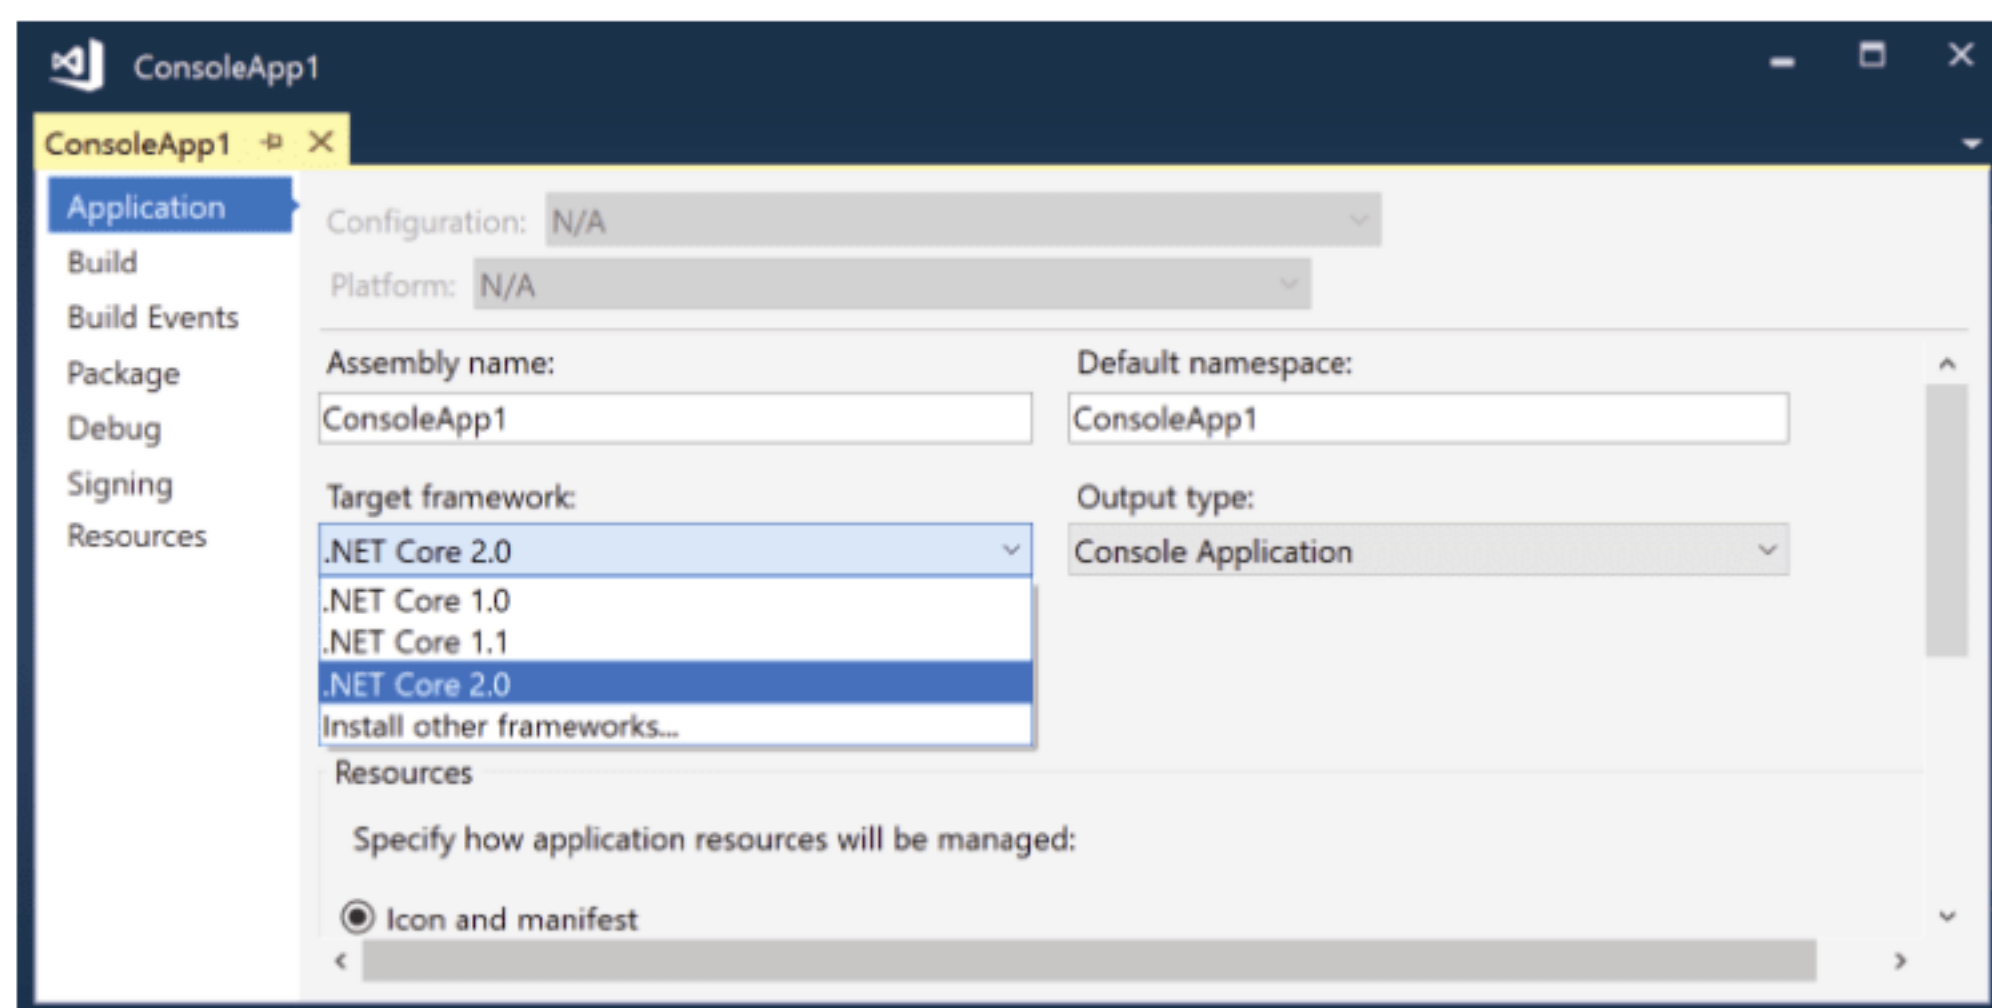 ConsoleApp1
ConsoleApp1
Application
Build
Build Events
Package
Debug
Signing
Resources
Configuration: N/A
Platform: N/A
Assembly name:
ConsoleApp1
Default namespace:
ConsoleApp1
Target framework:
.NET Core 2.0
.NET Core 1.0
.NET Core 1.1
.NET Core 2.0
Install other frameworks...
Output type:
Console Application
Resources
Specify how application resources will be managed:
Icon and manifest